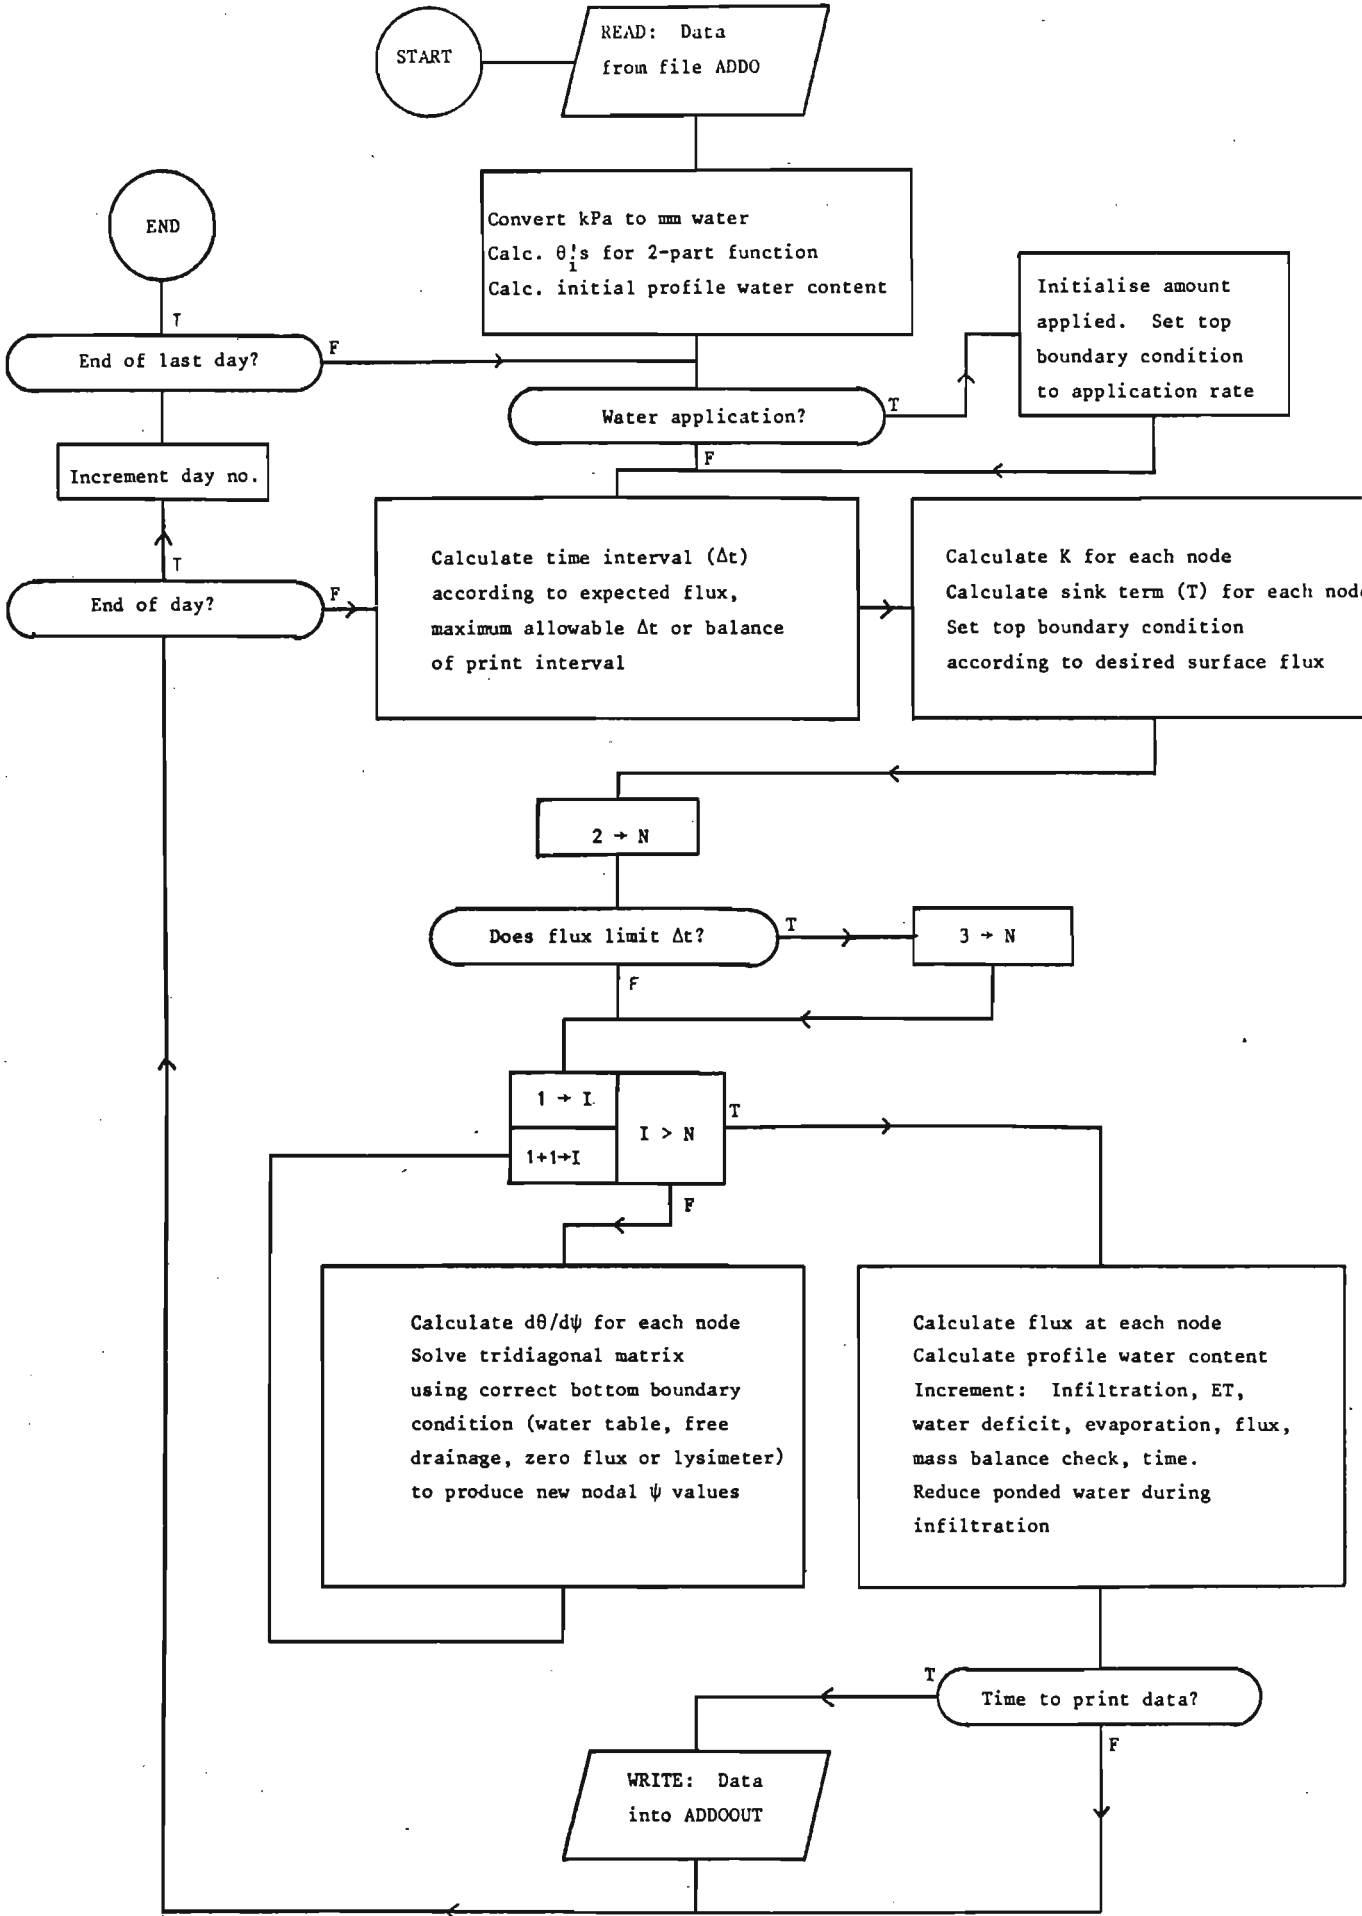 START
READ: Data
from file ADDO
Convert kPa to mm water
Calc. θi's for 2-part function
Calc. initial profile water content
END
T
End of last day?
F
Initialise amount
applied. Set top
boundary condition
to application rate
Water application?
T
F
Increment day no.
T
End of day?
F
Calculate time interval (Δt)
according to expected flux,
maximum allowable Δt or balance
of print interval
Calculate K for each node
Calculate sink term (T) for each node
Set top boundary condition
according to desired surface flux
2 → N
Does flux limit Δt?
T
3 → N
F
1 → I
1+1→I
I > N
T
F
Calculate dθ/dψ for each node
Solve tridiagonal matrix
using correct bottom boundary
condition (water table, free
drainage, zero flux or lysimeter)
to produce new nodal ψ values
Calculate flux at each node
Calculate profile water content
Increment: Infiltration, ET,
water deficit, evaporation, flux,
mass balance check, time.
Reduce ponded water during
infiltration
Time to print data?
T
F
WRITE: Data
into ADDOOUT